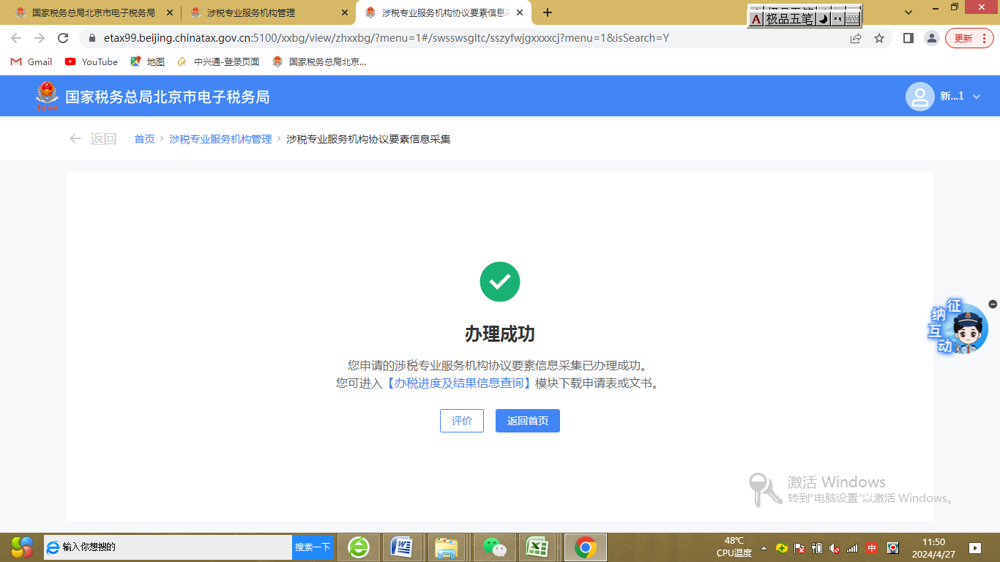 国家税务总局北京市电子税务局
涉税专业服务机构管理
涉税专业服务机构协议要素信息采
极品五笔
etax99.beijing.chinatax.gov.cn:5100/xxbg/view/zhxxbg/?menu=1#/swsswsgltc/sszyfwjgxxxxcj?menu=1&isSearch=Y
更新
Gmail
YouTube
地图
中兴通-登录页面
国家税务总局北京...
国家税务总局北京市电子税务局
新...1
返回
首页 > 涉税专业服务机构管理 > 涉税专业服务机构协议要素信息采集
征纳互动
办理成功
您申请的涉税专业服务机构协议要素信息采集已办理成功。
您可进入【办税进度及结果信息查询】模块下载申请表或文书。
评价
返回首页
激活 Windows
转到"电脑设置"以激活 Windows。
输入你想搜的
搜索一下
48℃
CPU温度
中
11:50
2024/4/27